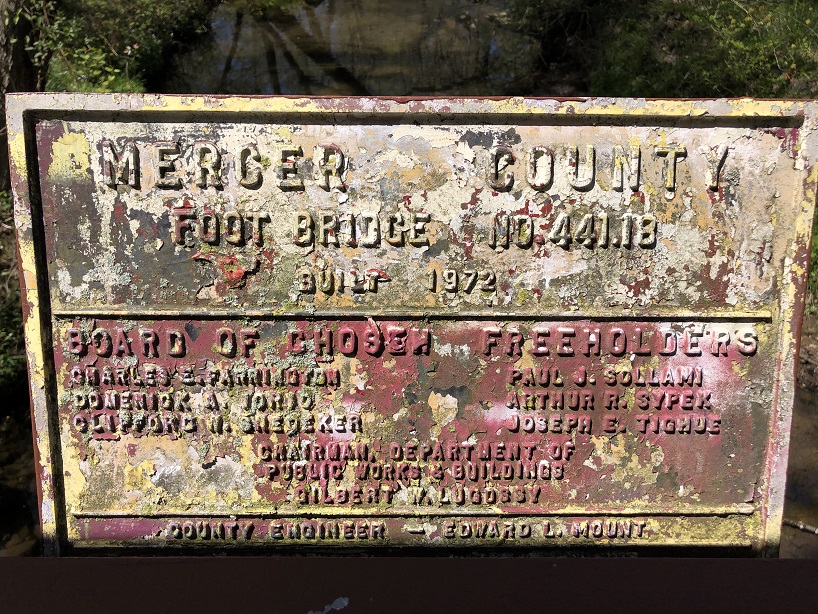 MERCER COUNTY
FOOT BRIDGE NO. 441.18
BUILT 1972
BOARD OF CHOSEN FREEHOLDERS
CHARLES E. FARRINGTON PAUL J. SOLLAMI
DOMENICK A. IORIO ARTHUR R. SYPEK
CLIFFORD W. SNEDEKER JOSEPH E. TIGHUE
CHAIRMAN, DEPARTMENT OF
PUBLIC WORKS & BUILDINGS
GILBERT W. LUGOSSY
COUNTY ENGINEER — EDWARD L. MOUNT